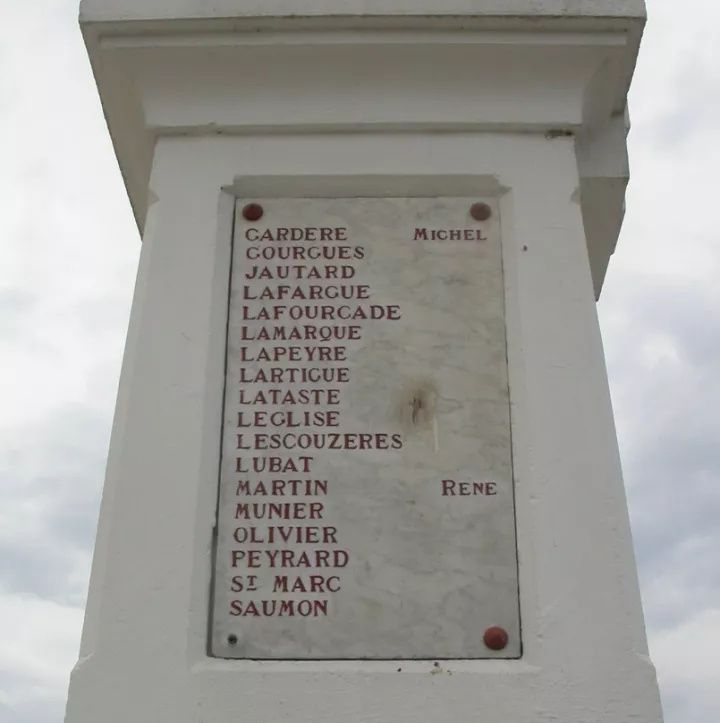 GARDERE MICHEL
GOURGUES
JAUTARD
LAFARGUE
LAFOURCADE
LAMARQUE
LAPEYRE
LARTIGUE
LATASTE
LEGLISE
LESCOUZERES
LUBAT
MARTIN RENE
MUNIER
OLIVIER
PEYRARD
ST MARC
SAUMON